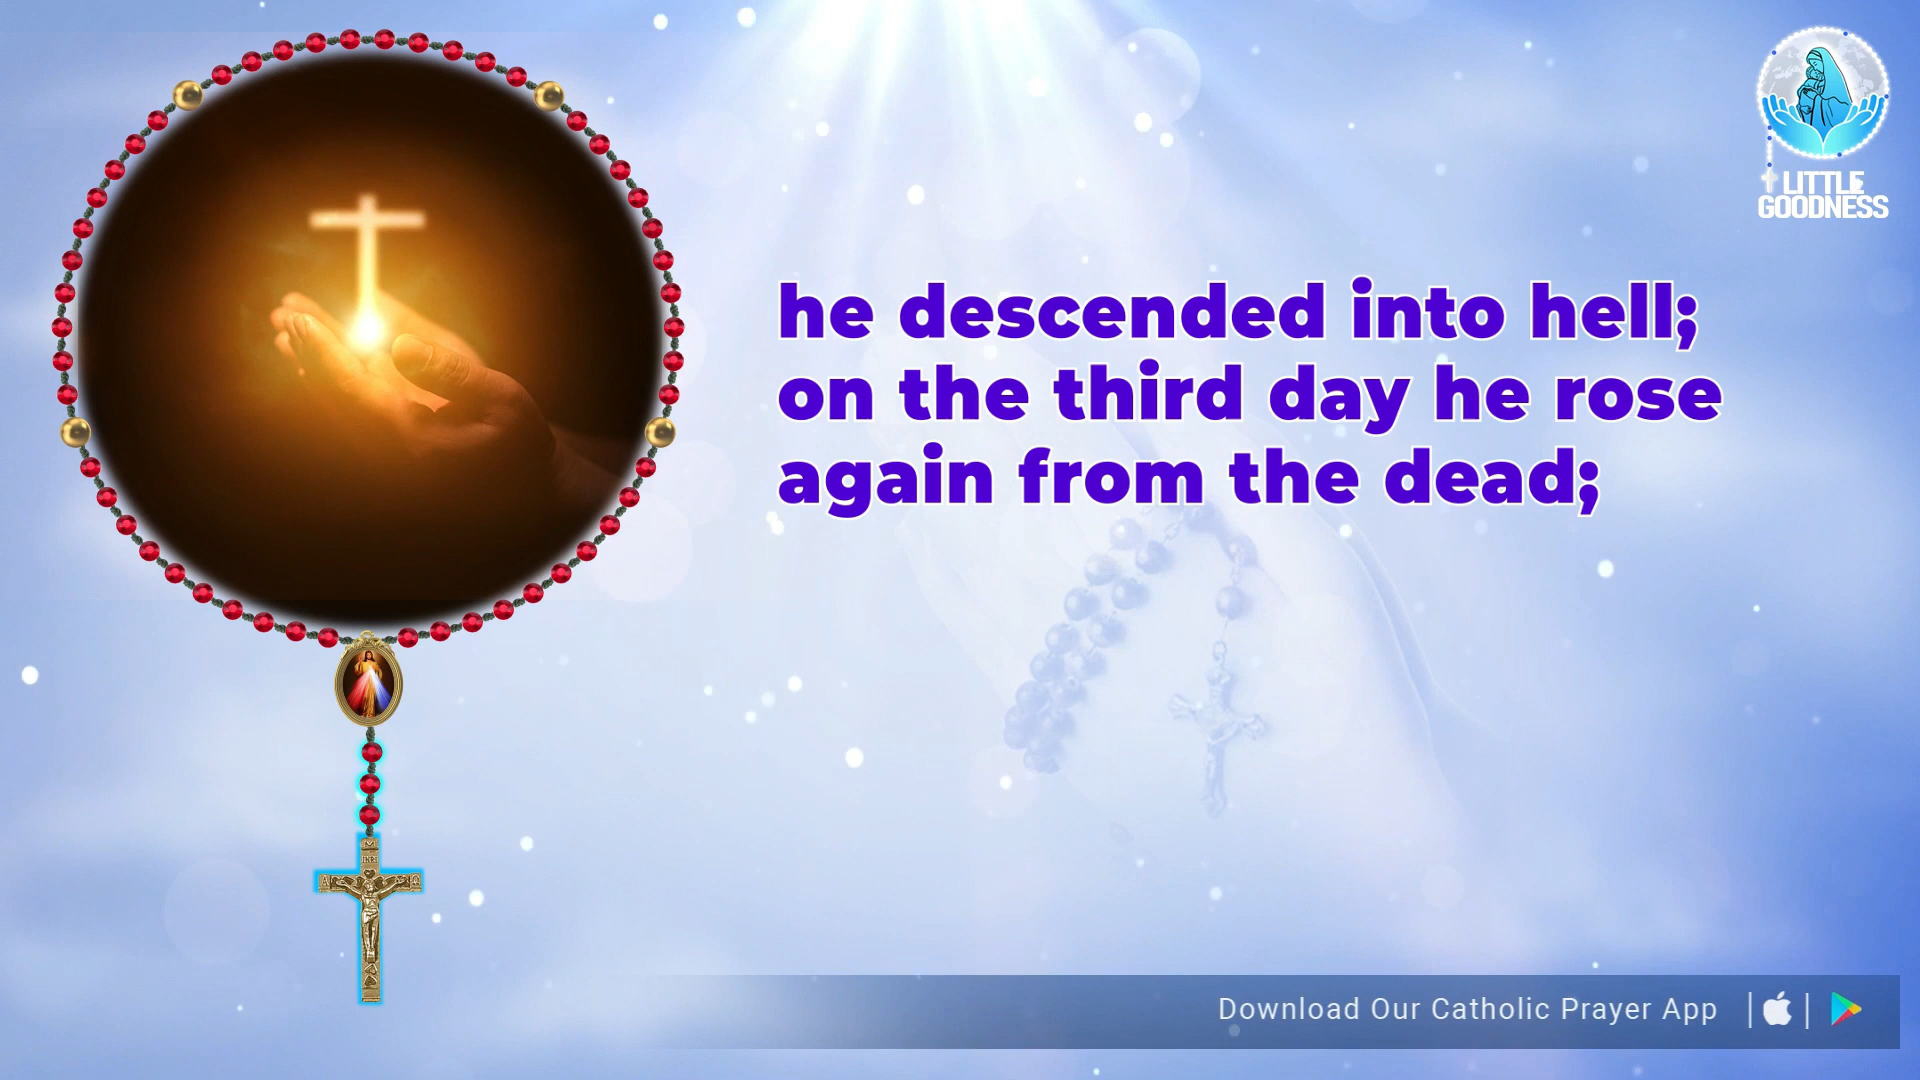 LITTLE
GOODNESS
he descended into hell;
on the third day he rose
again from the dead;
INRI
Download Our Catholic Prayer App